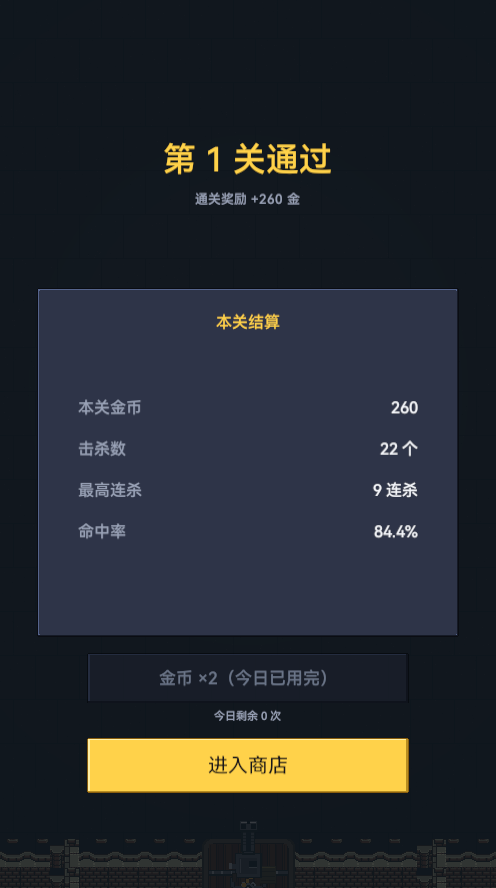 第 1 关通过
通关奖励 +260 金
本关结算
本关金币 260
击杀数 22 个
最高连杀 9 连杀
命中率 84.4%
金币 ×2（今日已用完）
今日剩余 0 次
进入商店